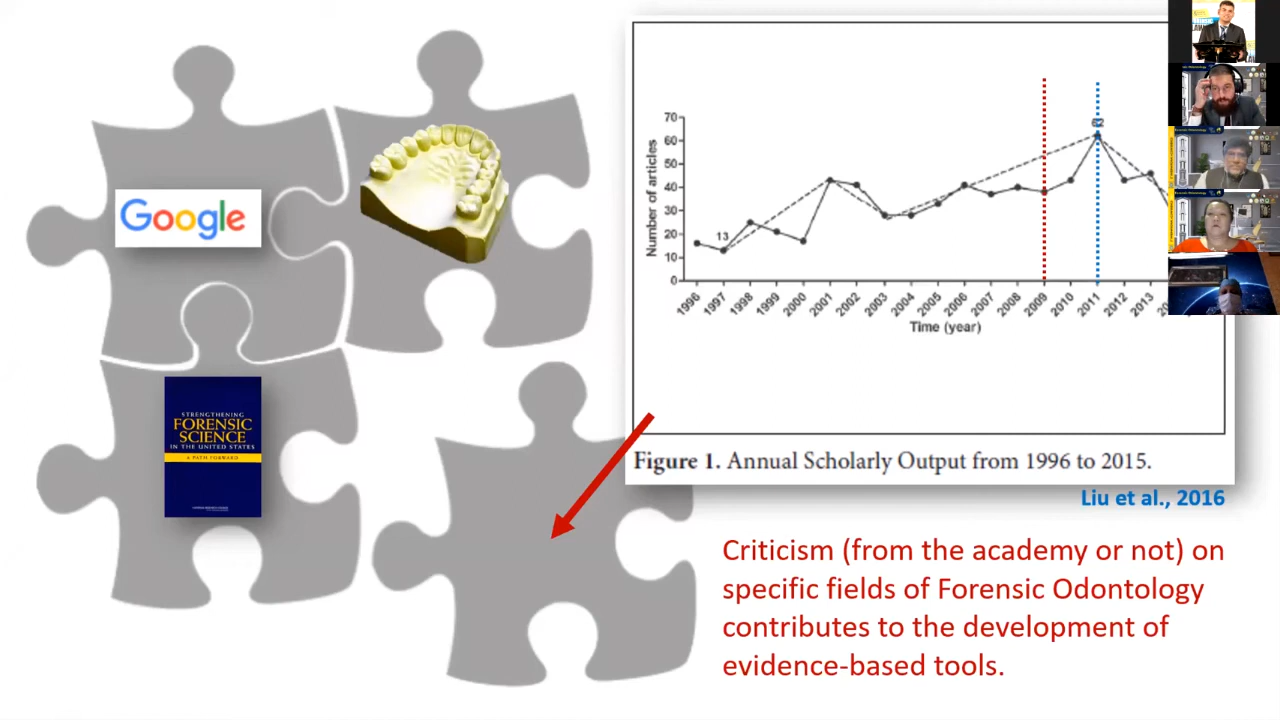 Google
STRENGTHENING
FORENSIC
SCIENCE
IN THE UNITED STATES
A PATH FORWARD
Number of articles
70
60
50
40
30
20
10
0
13
62
1996
1997
1998
1999
2000
2001
2002
2003
2004
2005
2006
2007
2008
2009
2010
2011
2012
2013
Time (year)
Figure 1. Annual Scholarly Output from 1996 to 2015.
Liu et al., 2016
Criticism (from the academy or not) on
specific fields of Forensic Odontology
contributes to the development of
evidence-based tools.